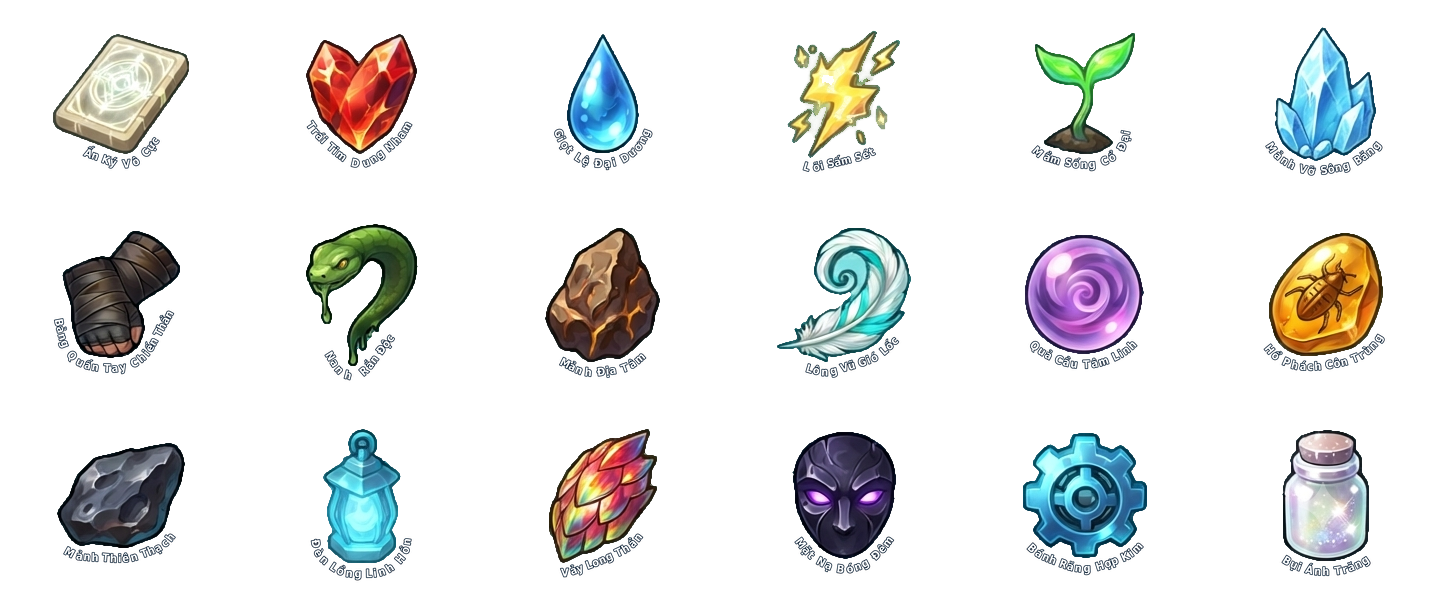 Ấn Ký Vô Cực
Trái Tim Dung Nham
Giọt Lệ Đại Dương
Lõi Sấm Sét
Mầm Sống Cổ Đại
Mảnh Vỡ Sông Băng
Băng Quấn Tay Chiến Thần
Nanh Rắn Độc
Mảnh Địa Tâm
Lông Vũ Gió Lốc
Quả Cầu Tâm Linh
Hổ Phách Côn Trùng
Mảnh Thiên Thạch
Đèn Lồng Linh Hồn
Vảy Long Thần
Mặt Nạ Bóng Đêm
Bánh Răng Hợp Kim
Bụi Ánh Trăng